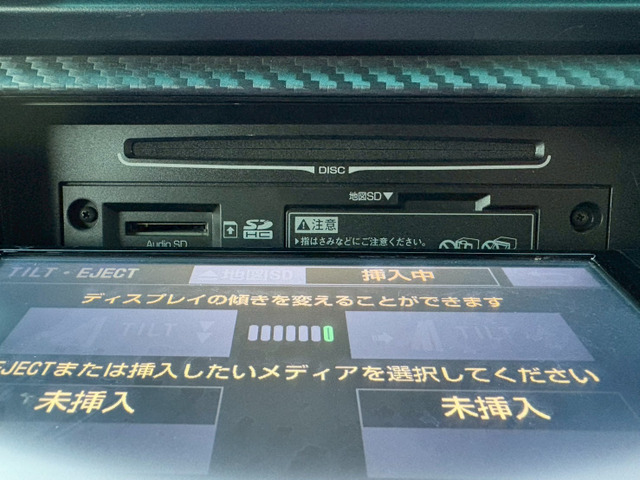 DISC
地図SD▼
Audio SD
SD HC
⚠注意
▶指はさみなどにご注意ください。
TILT・EJECT
▲地図SD
挿入中
ディスプレイの傾きを変えることができます
TILT
TILT
EJECTまたは挿入したいメディアを選択してください
未挿入
未挿入